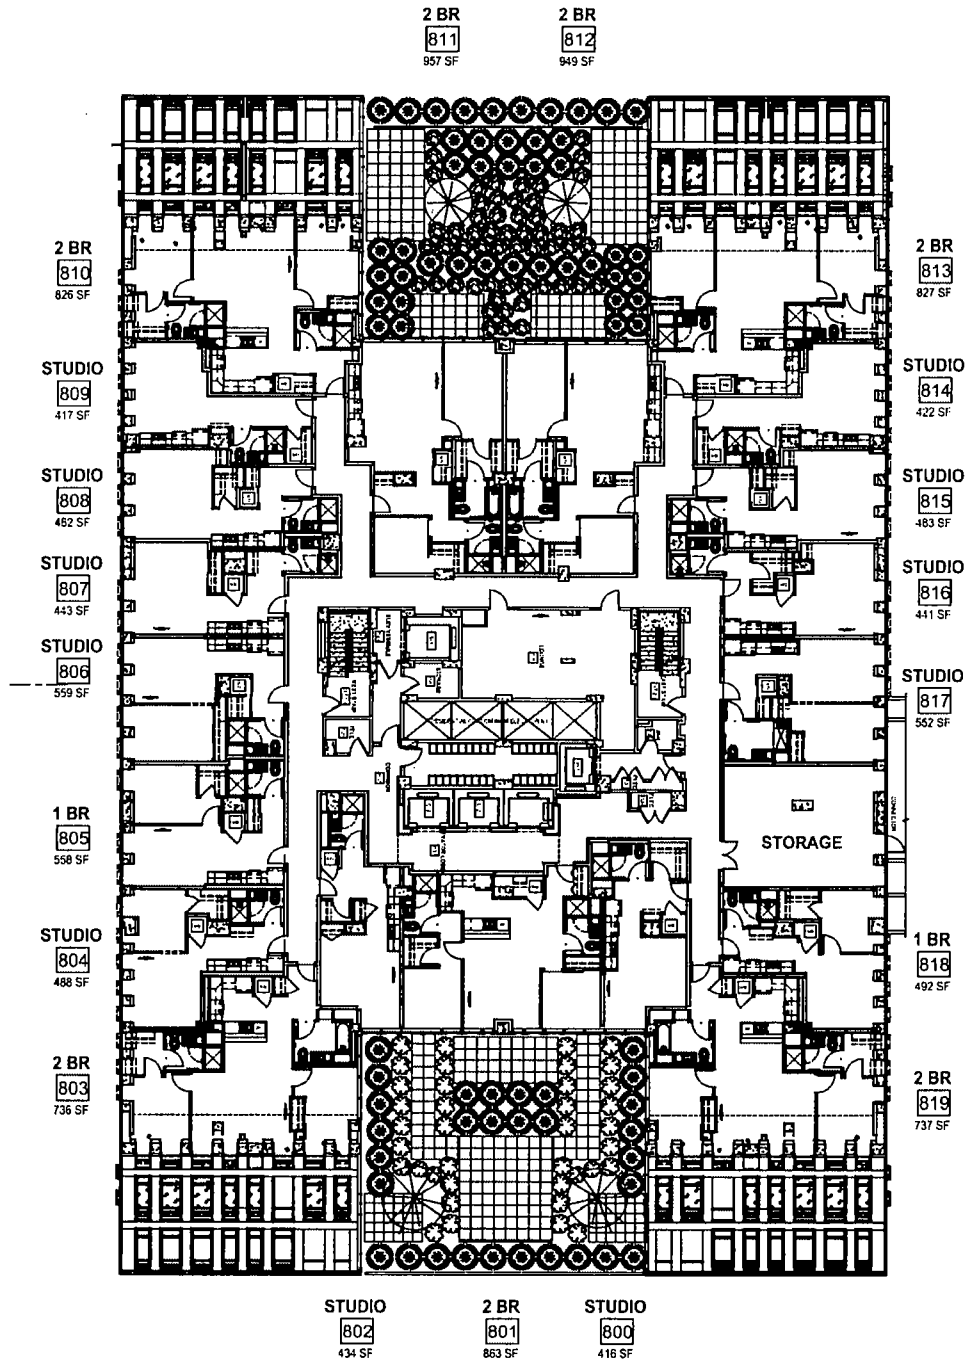 2 BR
811
957 SF
2 BR
812
949 SF
2 BR
810
826 SF
2 BR
813
827 SF
STUDIO
809
417 SF
STUDIO
814
422 SF
STUDIO
808
462 SF
STUDIO
815
483 SF
STUDIO
807
443 SF
STUDIO
816
441 SF
STUDIO
806
559 SF
STUDIO
817
552 SF
1 BR
805
558 SF
STORAGE
STUDIO
804
488 SF
1 BR
818
492 SF
2 BR
803
736 SF
2 BR
819
737 SF
STUDIO
802
434 SF
2 BR
801
863 SF
STUDIO
800
416 SF